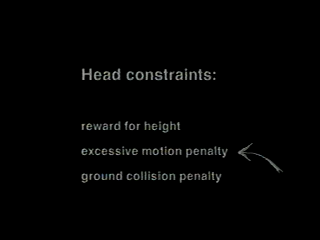 Head constraints:
reward for height
excessive motion penalty
ground collision penalty